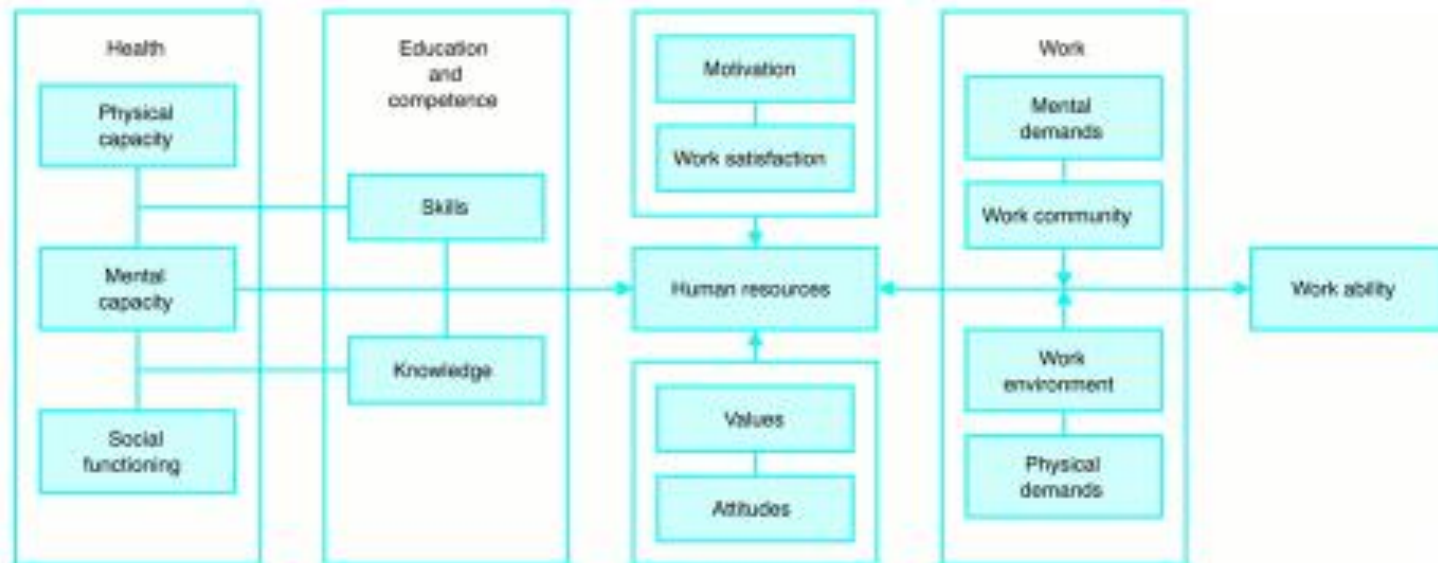 Health
Physical
capacity
Mental
capacity
Social
functioning
Education
and
competence
Skills
Knowledge
Motivation
Work satisfaction
Human resources
Values
Attitudes
Work
Mental
demands
Work community
Work
environment
Physical
demands
Work ability